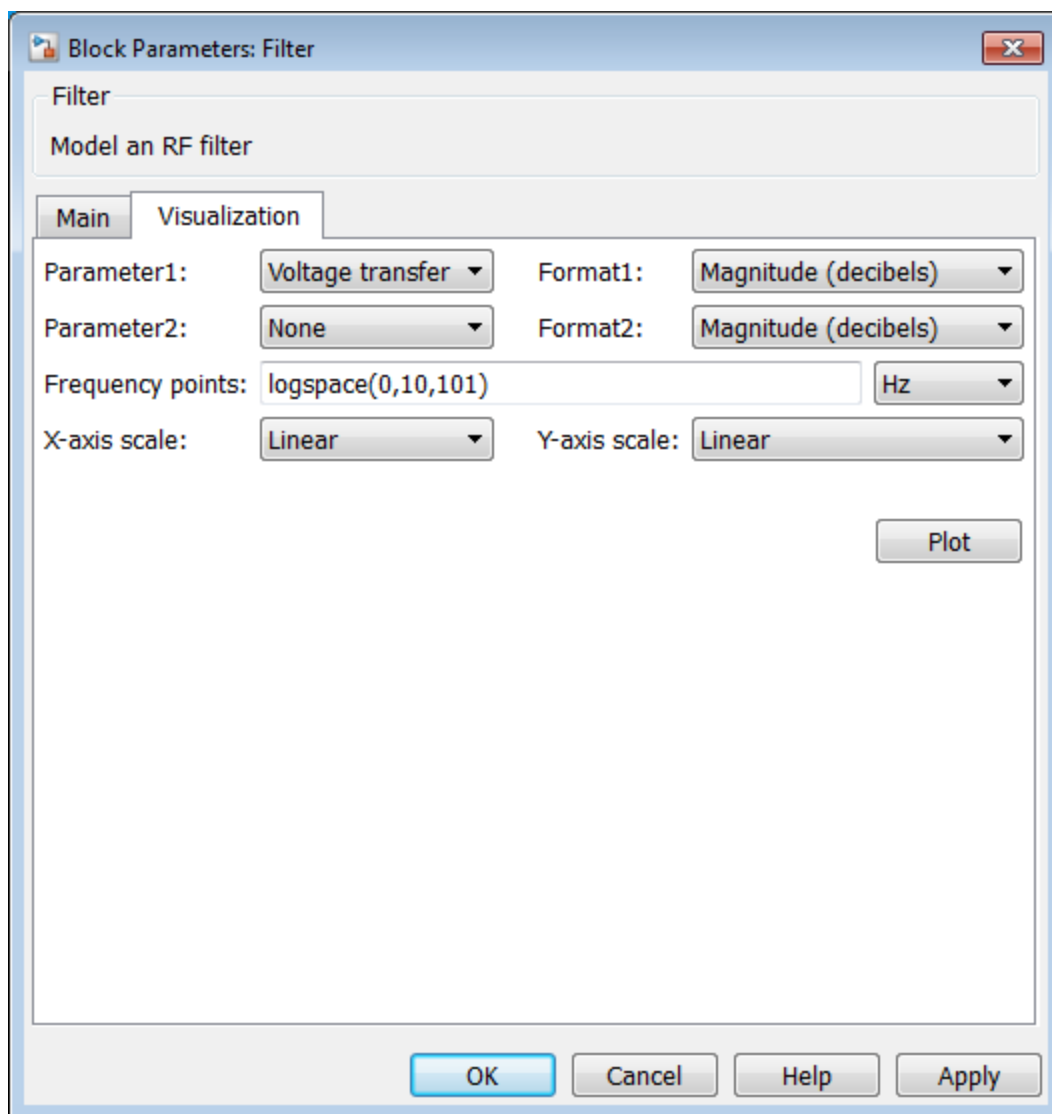 Block Parameters: Filter
Filter
Model an RF filter
Main Visualization
Parameter1: Voltage transfer Format1: Magnitude (decibels)
Parameter2: None Format2: Magnitude (decibels)
Frequency points: logspace(0,10,101) Hz
X-axis scale: Linear Y-axis scale: Linear
Plot
OK Cancel Help Apply